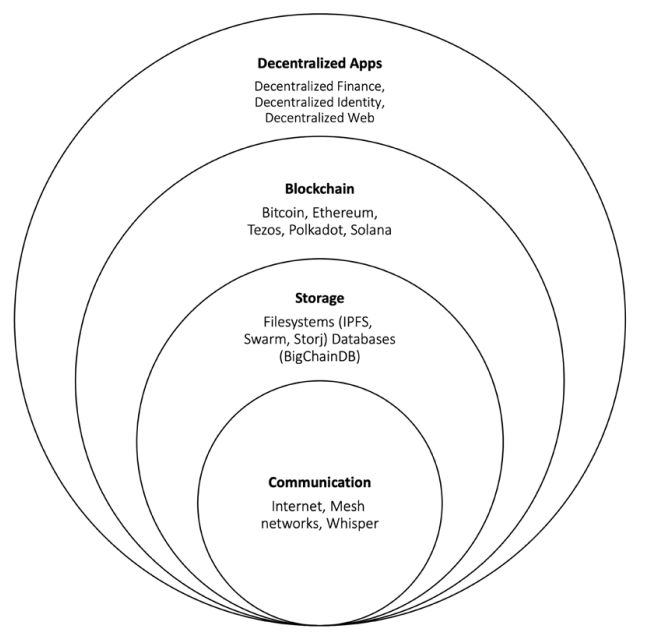 Decentralized Apps
Decentralized Finance,
Decentralized Identity,
Decentralized Web
Blockchain
Bitcoin, Ethereum,
Tezos, Polkadot, Solana
Storage
Filesystems (IPFS,
Swarm, Storj) Databases
(BigChainDB)
Communication
Internet, Mesh
networks, Whisper